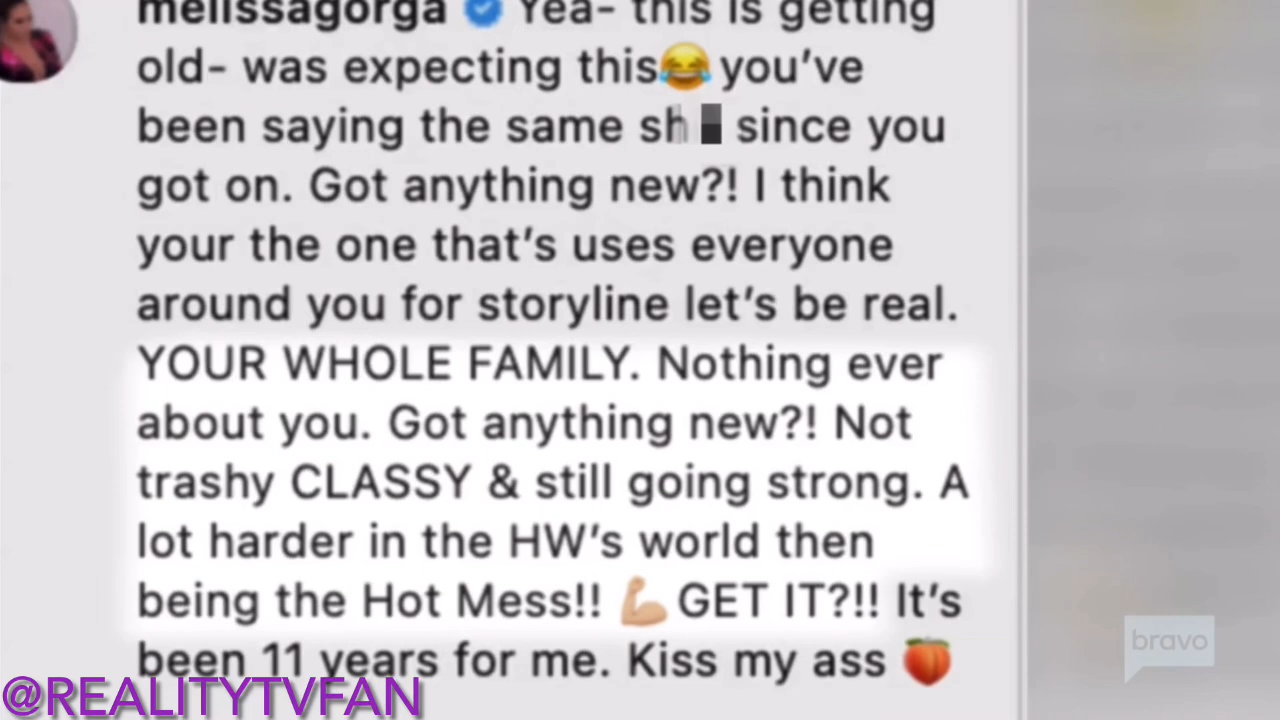 melissagorga Yea- this is getting
old- was expecting this😂 you've
been saying the same sh since you
got on. Got anything new?! I think
your the one that's uses everyone
around you for storyline let's be real.
YOUR WHOLE FAMILY. Nothing ever
about you. Got anything new?! Not
trashy CLASSY & still going strong. A
lot harder in the HW's world then
being the Hot Mess!! 💪🏼 GET IT?!! It's
been 11 years for me. Kiss my ass 🍑
bravo
@REALITYTVFAN